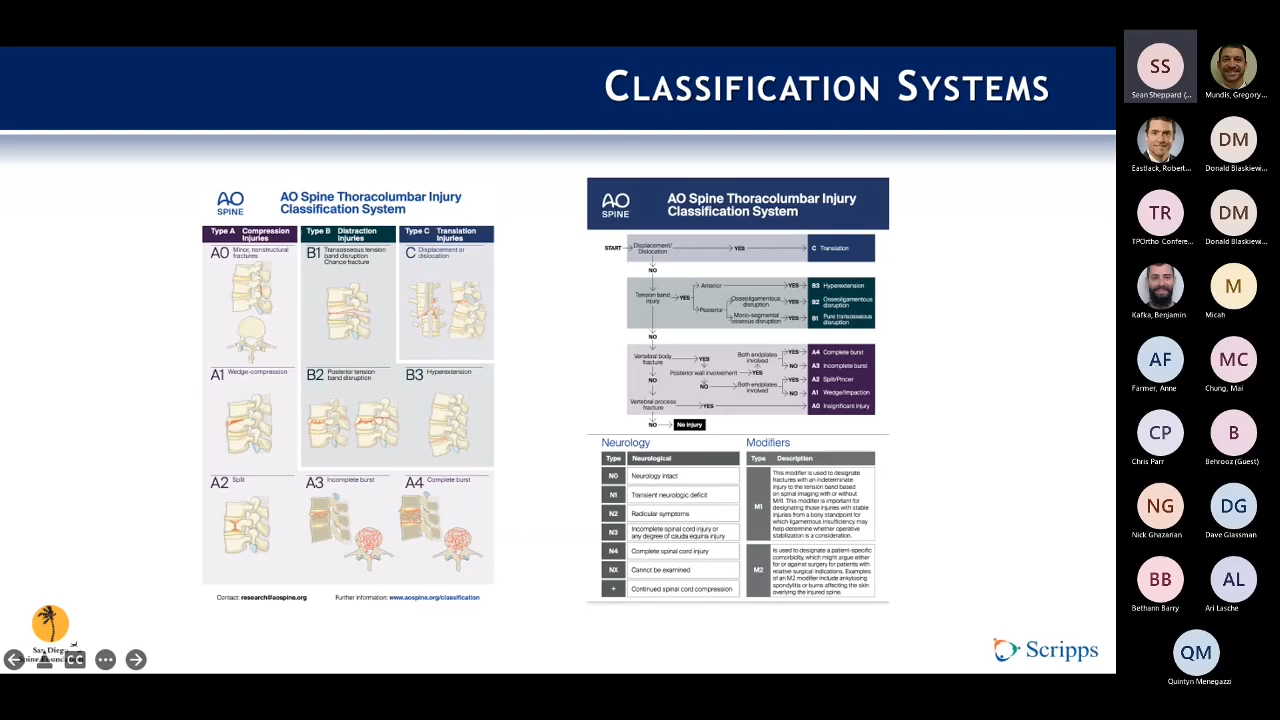 CLASSIFICATION SYSTEMS
AO
SPINE
AO Spine Thoracolumbar Injury
Classification System
Type A Compression
Injuries
Type B Distraction
Injuries
Type C Translation
Injuries
A0 Minor, nonstructural
fractures
B1 Transosseous tension
band disruption
Chance fracture
C Displacement or
dislocation
A1 Wedge-compression
B2 Posterior tension
band disruption
B3 Hyperextension
A2 Split
A3 Incomplete burst
A4 Complete burst
Contact: research@aospine.org
Further information: www.aospine.org/classification
AO
SPINE
AO Spine Thoracolumbar Injury
Classification System
START
Displacement/
Dislocation
YES
C Translation
NO
Tension band
injury
YES
Anterior
YES
B3 Hyperextension
Posterior
Osseoligamentous
disruption
YES
B2 Osseoligamentous
disruption
Mono-segmental
osseous disruption
YES
B1 Pure transosseous
disruption
NO
Vertebral body
fracture
YES
Both endplates
involved
YES
A4 Complete burst
NO
A3 Incomplete burst
Posterior wall involvement
YES
NO
NO
Both endplates
involved
YES
A2 Split/Pincer
NO
A1 Wedge/Impaction
Vertebral process
fracture
YES
A0 Insignificant injury
NO
No injury
Neurology
Type Neurological
N0 Neurology intact
N1 Transient neurologic deficit
N2 Radicular symptoms
N3 Incomplete spinal cord injury or
any degree of cauda equina injury
N4 Complete spinal cord injury
NX Cannot be examined
+ Continued spinal cord compression
Modifiers
Type Description
M1
This modifier is used to designate
fractures with an indeterminate
injury to the tension band based
on spinal imaging with or without
MRI. This modifier is important for
designating those injuries with stable
injuries from a bony standpoint for
which ligamentous insufficiency may
help determine whether operative
stabilization is a consideration.
M2
Is used to designate a patient-specific
comorbidity, which might argue either
for or against surgery for patients with
relative surgical indications. Examples
of an M2 modifier include ankylosing
spondylitis or burns affecting the skin
overlying the injured spine.
San Diego
Spine Foundation
CC
Scripps
SS
Sean Sheppard (...
Mundis, Gregory...
Eastlack, Robert...
DM
Donald Blaskiew...
TR
TPOrtho Confere...
DM
Donald Blaskiew...
Kafka, Benjamin
M
Micah
AF
Farmer, Anne
MC
Chung, Mai
CP
Chris Parr
B
Behrooz (Guest)
NG
Nick Ghazarian
DG
Dave Glassman
BB
Bethann Barry
AL
Ari Lasche
QM
Quintyn Menegazzi